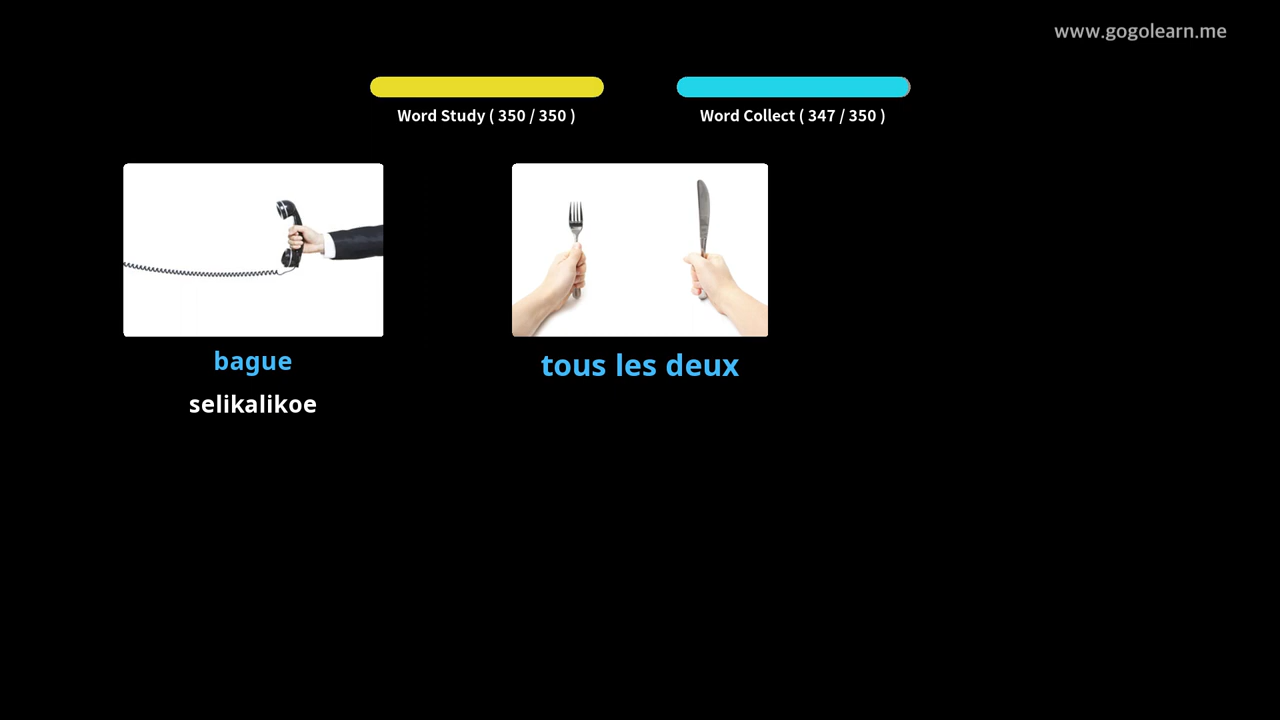 www.gogolearn.me
Word Study ( 350 / 350 )
Word Collect ( 347 / 350 )
bague
selikalikoe
tous les deux